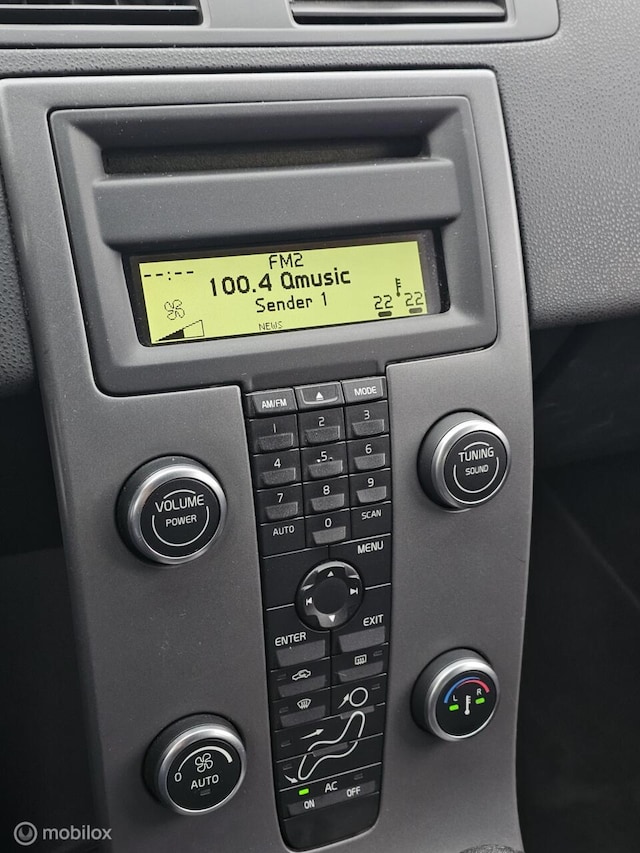 FM2
--:-- 100.4 Qmusic
Sender 1
22 22
NEWS
AM/FM MODE
1 2 3
4 5 6
7 8 9
AUTO 0 SCAN
VOLUME
POWER
TUNING
SOUND
MENU
ENTER EXIT
L R
0
AUTO
AC
ON OFF
mobilox